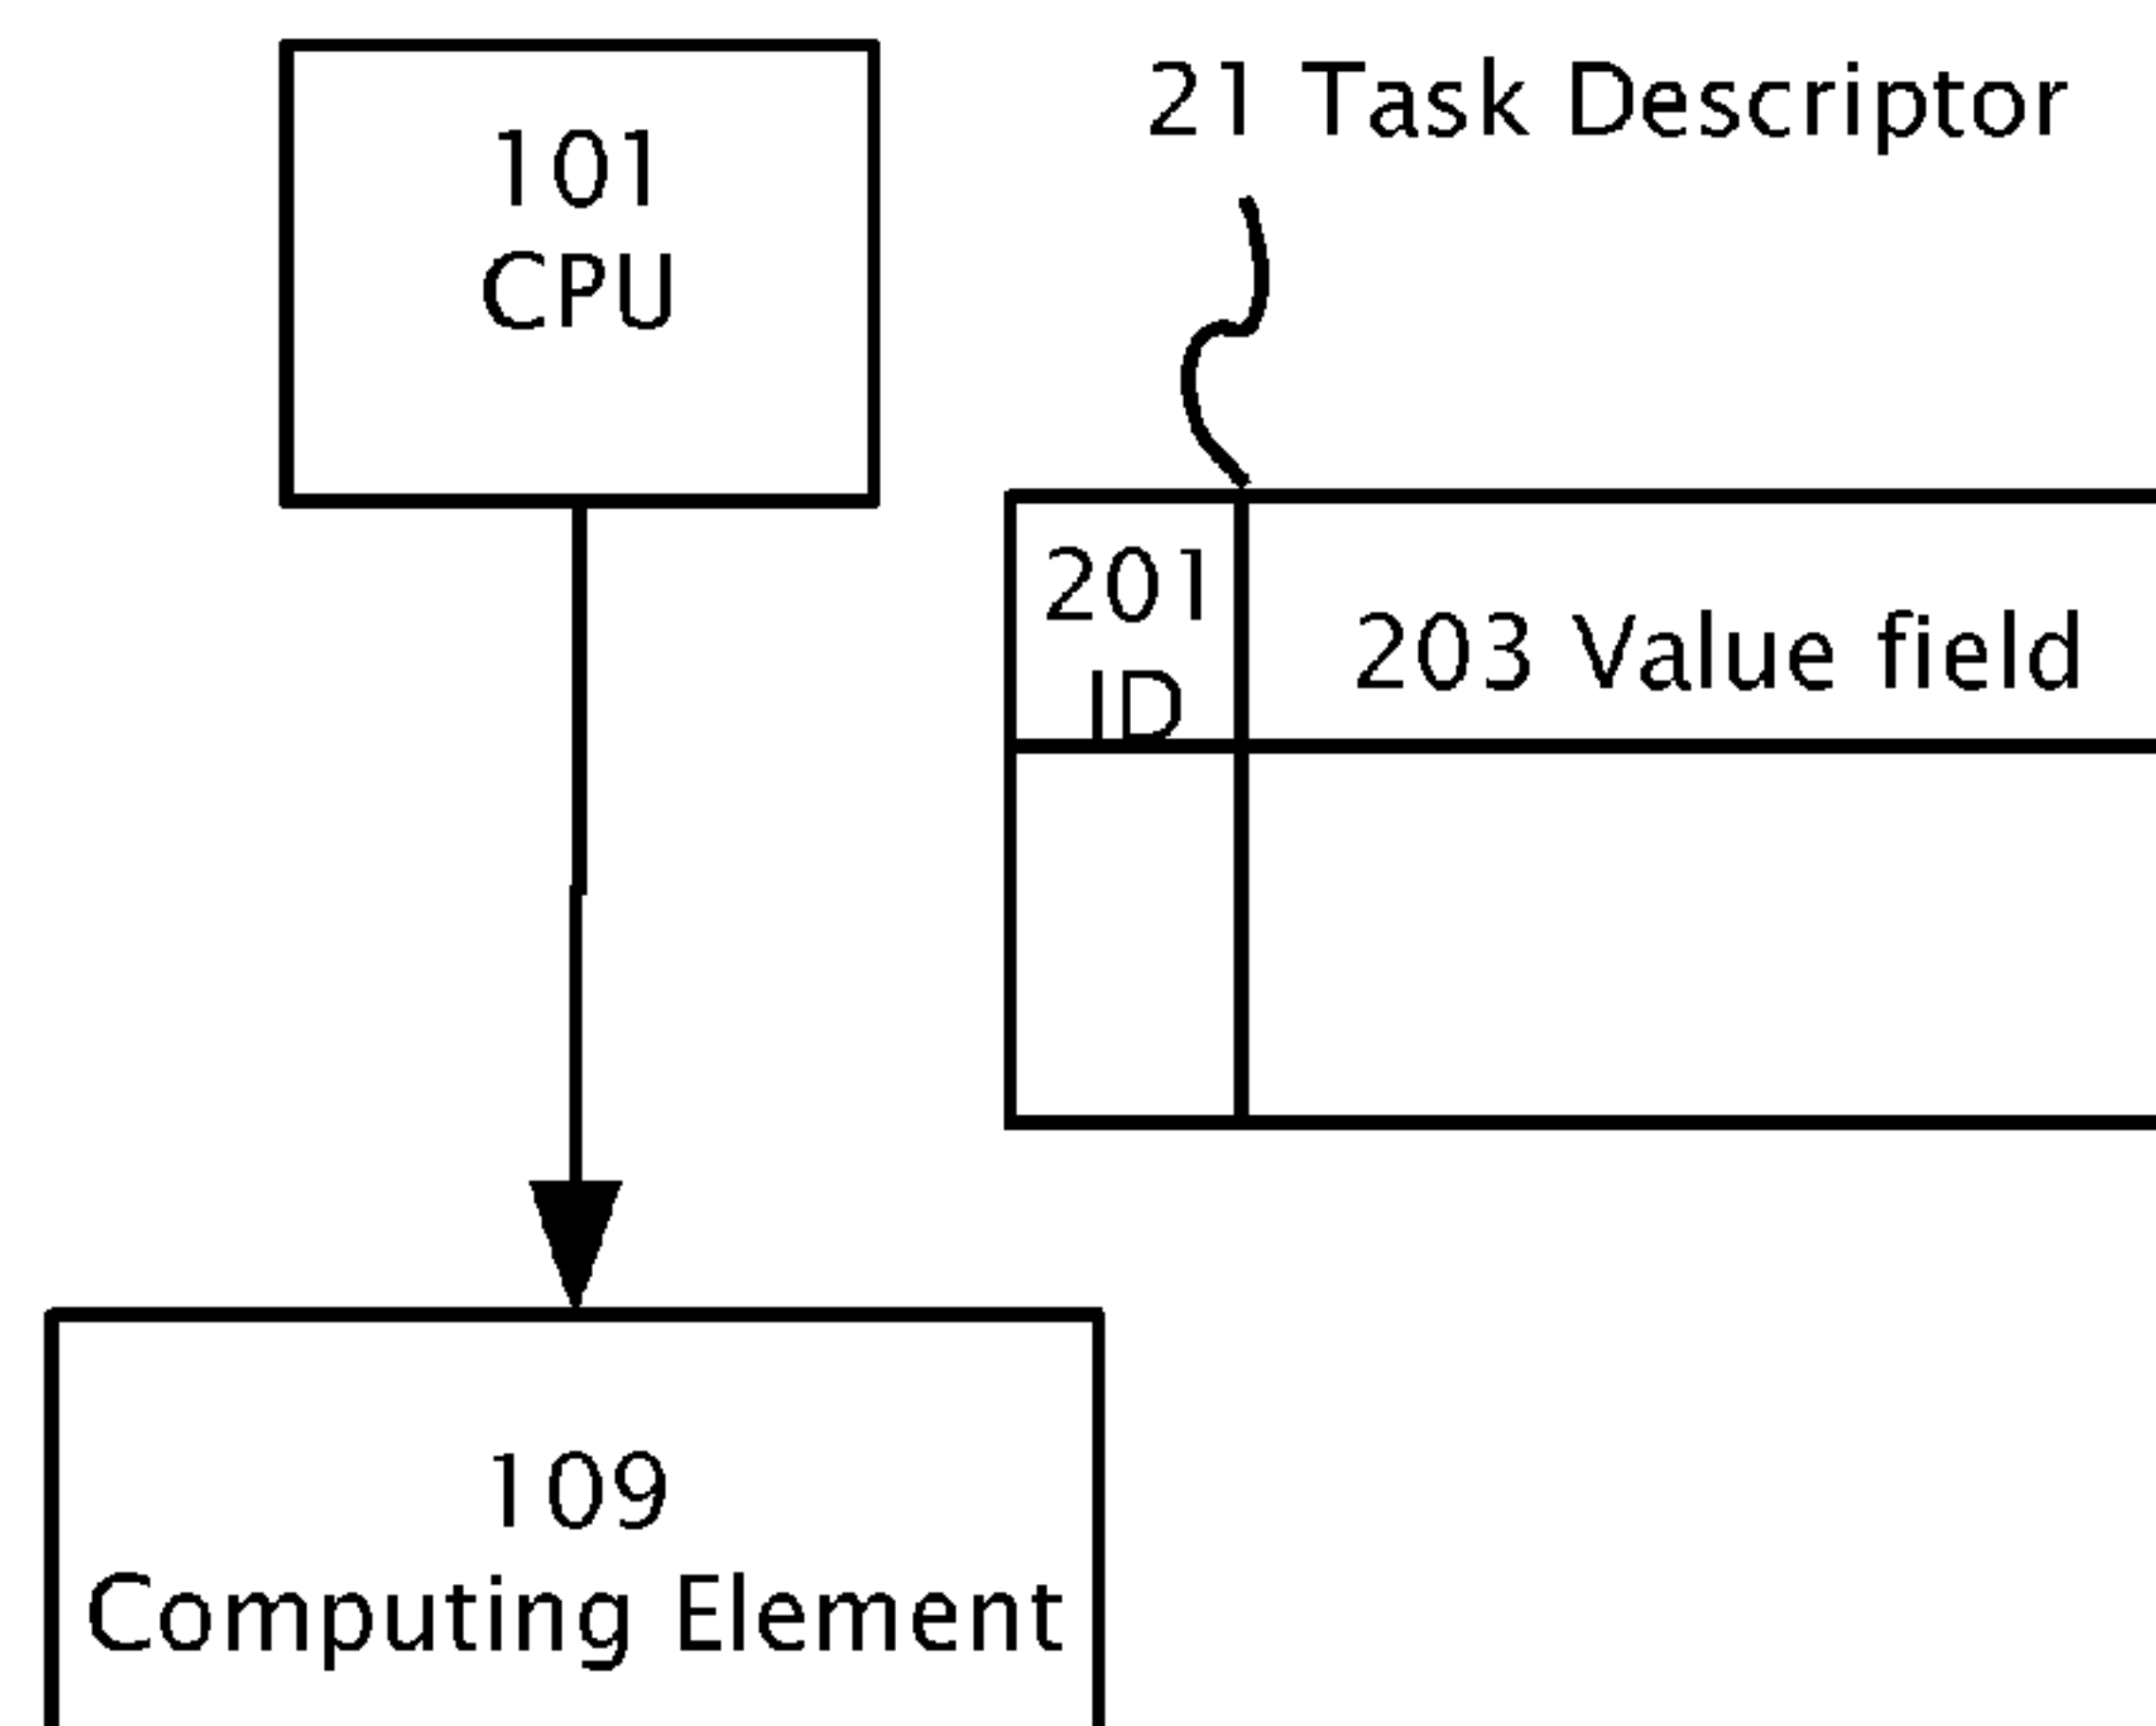 101
CPU
21 Task Descriptor
201
ID
203 Value field
109
Computing Element